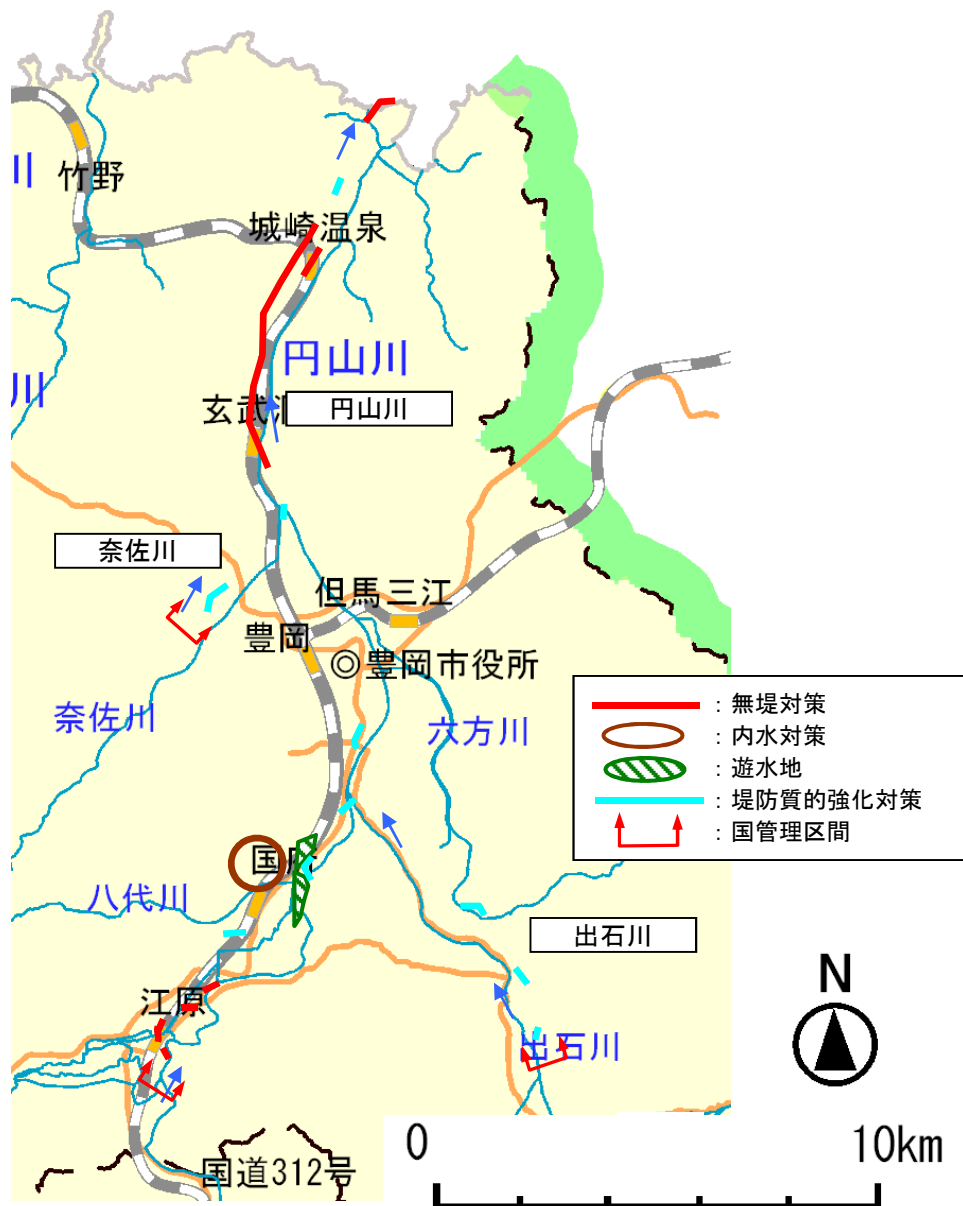 川
竹野
城崎温泉
円山川
川
玄武
円山川
奈佐川
但馬三江
豊岡
◎豊岡市役所
奈佐川
六方川
：無堤対策
：内水対策
：遊水地
：堤防質的強化対策
：国管理区間
国府
八代川
出石川
江原
出石川
N
国道312号
0
10km